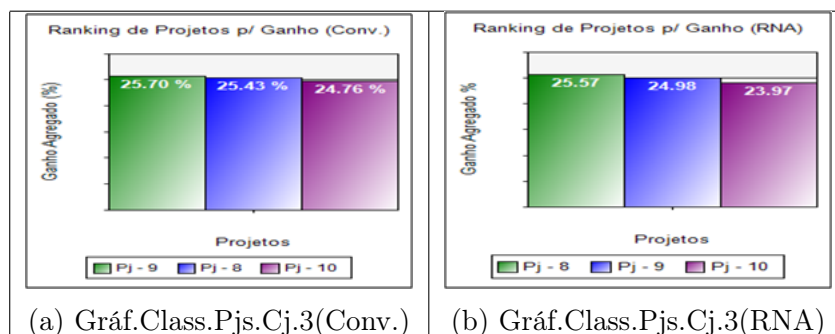 Ranking de Projetos p/ Ganho (Conv.)
Ganho Agregado (%)
25.70 % 25.43 % 24.76 %
Projetos
Pj - 9 Pj - 8 Pj - 10
(a) Gráf.Class.Pjs.Cj.3(Conv.)
Ranking de Projetos p/ Ganho (RNA)
Ganho Agregado %
25.57 24.98 23.97
Projetos
Pj - 8 Pj - 9 Pj - 10
(b) Gráf.Class.Pjs.Cj.3(RNA)